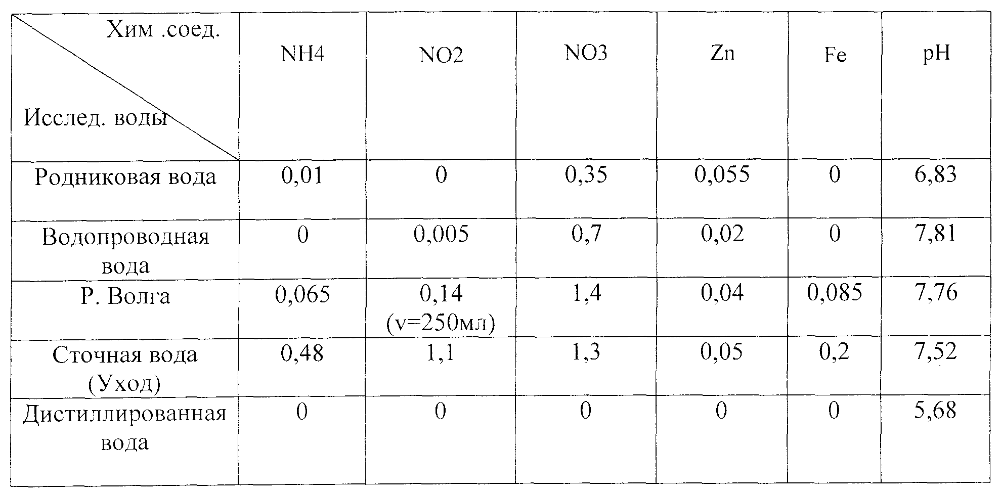 Хим .соед.
NH4 NO2 NO3 Zn Fe pH
Исслед. воды
Родниковая вода 0,01 0 0,35 0,055 0 6,83
Водопроводная 0 0,005 0,7 0,02 0 7,81
вода
Р. Волга 0,065 0,14 1,4 0,04 0,085 7,76
(v=250мл)
Сточная вода 0,48 1,1 1,3 0,05 0,2 7,52
(Уход)
Дистиллированная 0 0 0 0 0 5,68
вода